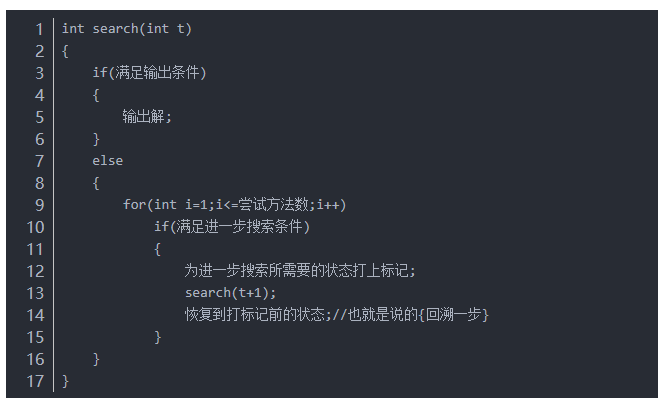 1 int search(int t)
2 {
3 if(满足输出条件)
4 {
5 输出解;
6 }
7 else
8 {
9 for(int i=1;i<=尝试方法数;i++)
10 if(满足进一步搜索条件)
11 {
12 为进一步搜索所需要的状态打上标记;
13 search(t+1);
14 恢复到打标记前的状态;//也就是说的{回溯一步}
15 }
16 }
17 }